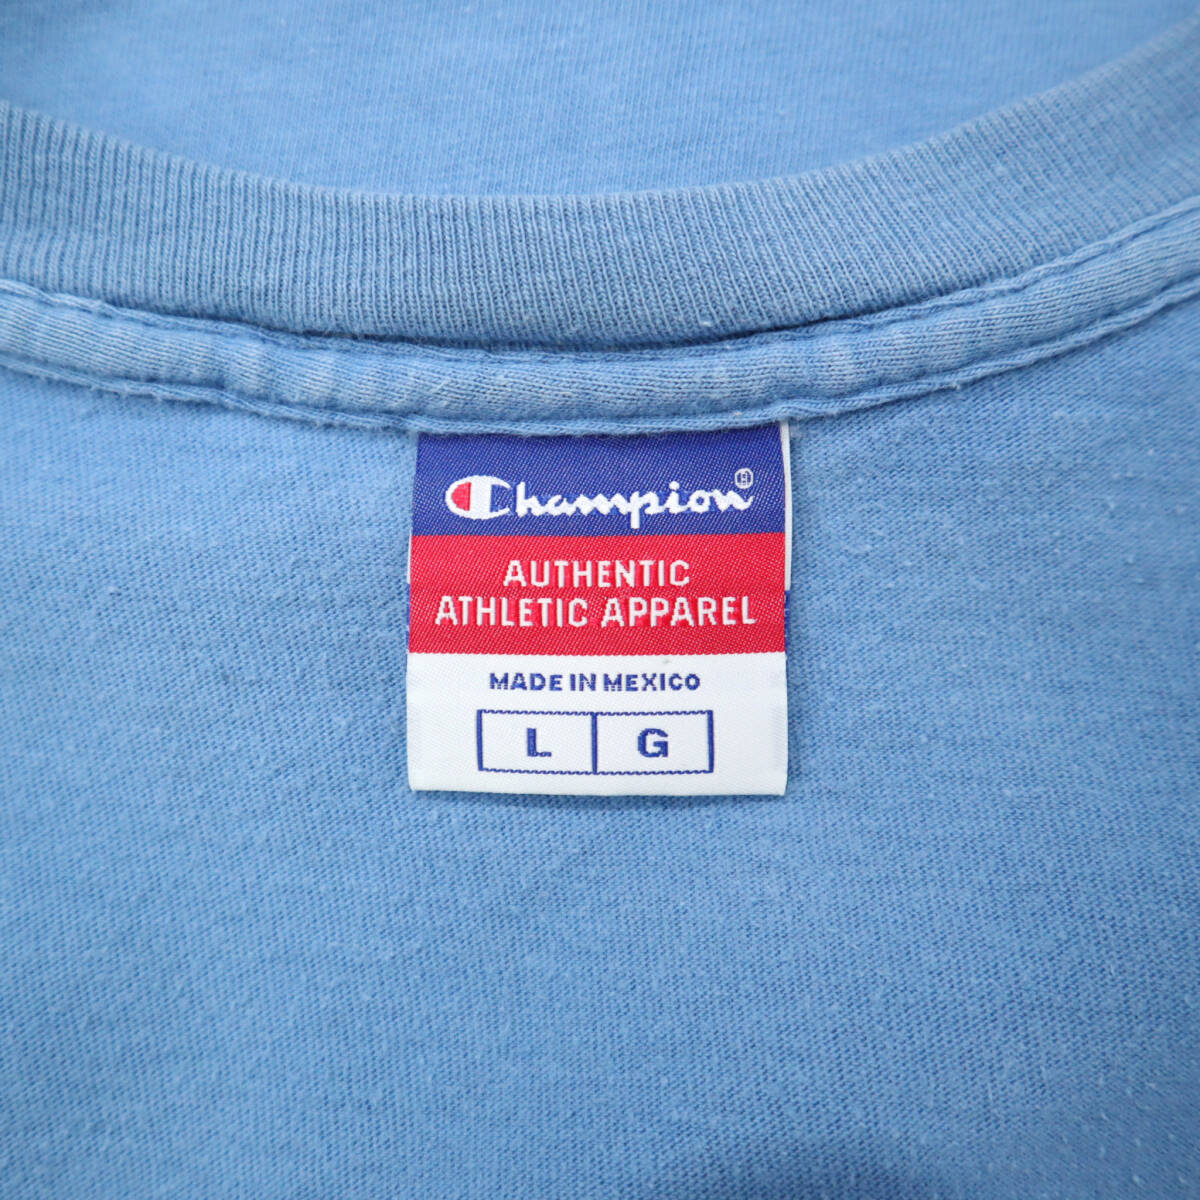 Champion®
AUTHENTIC
ATHLETIC APPAREL
MADE IN MEXICO
L G